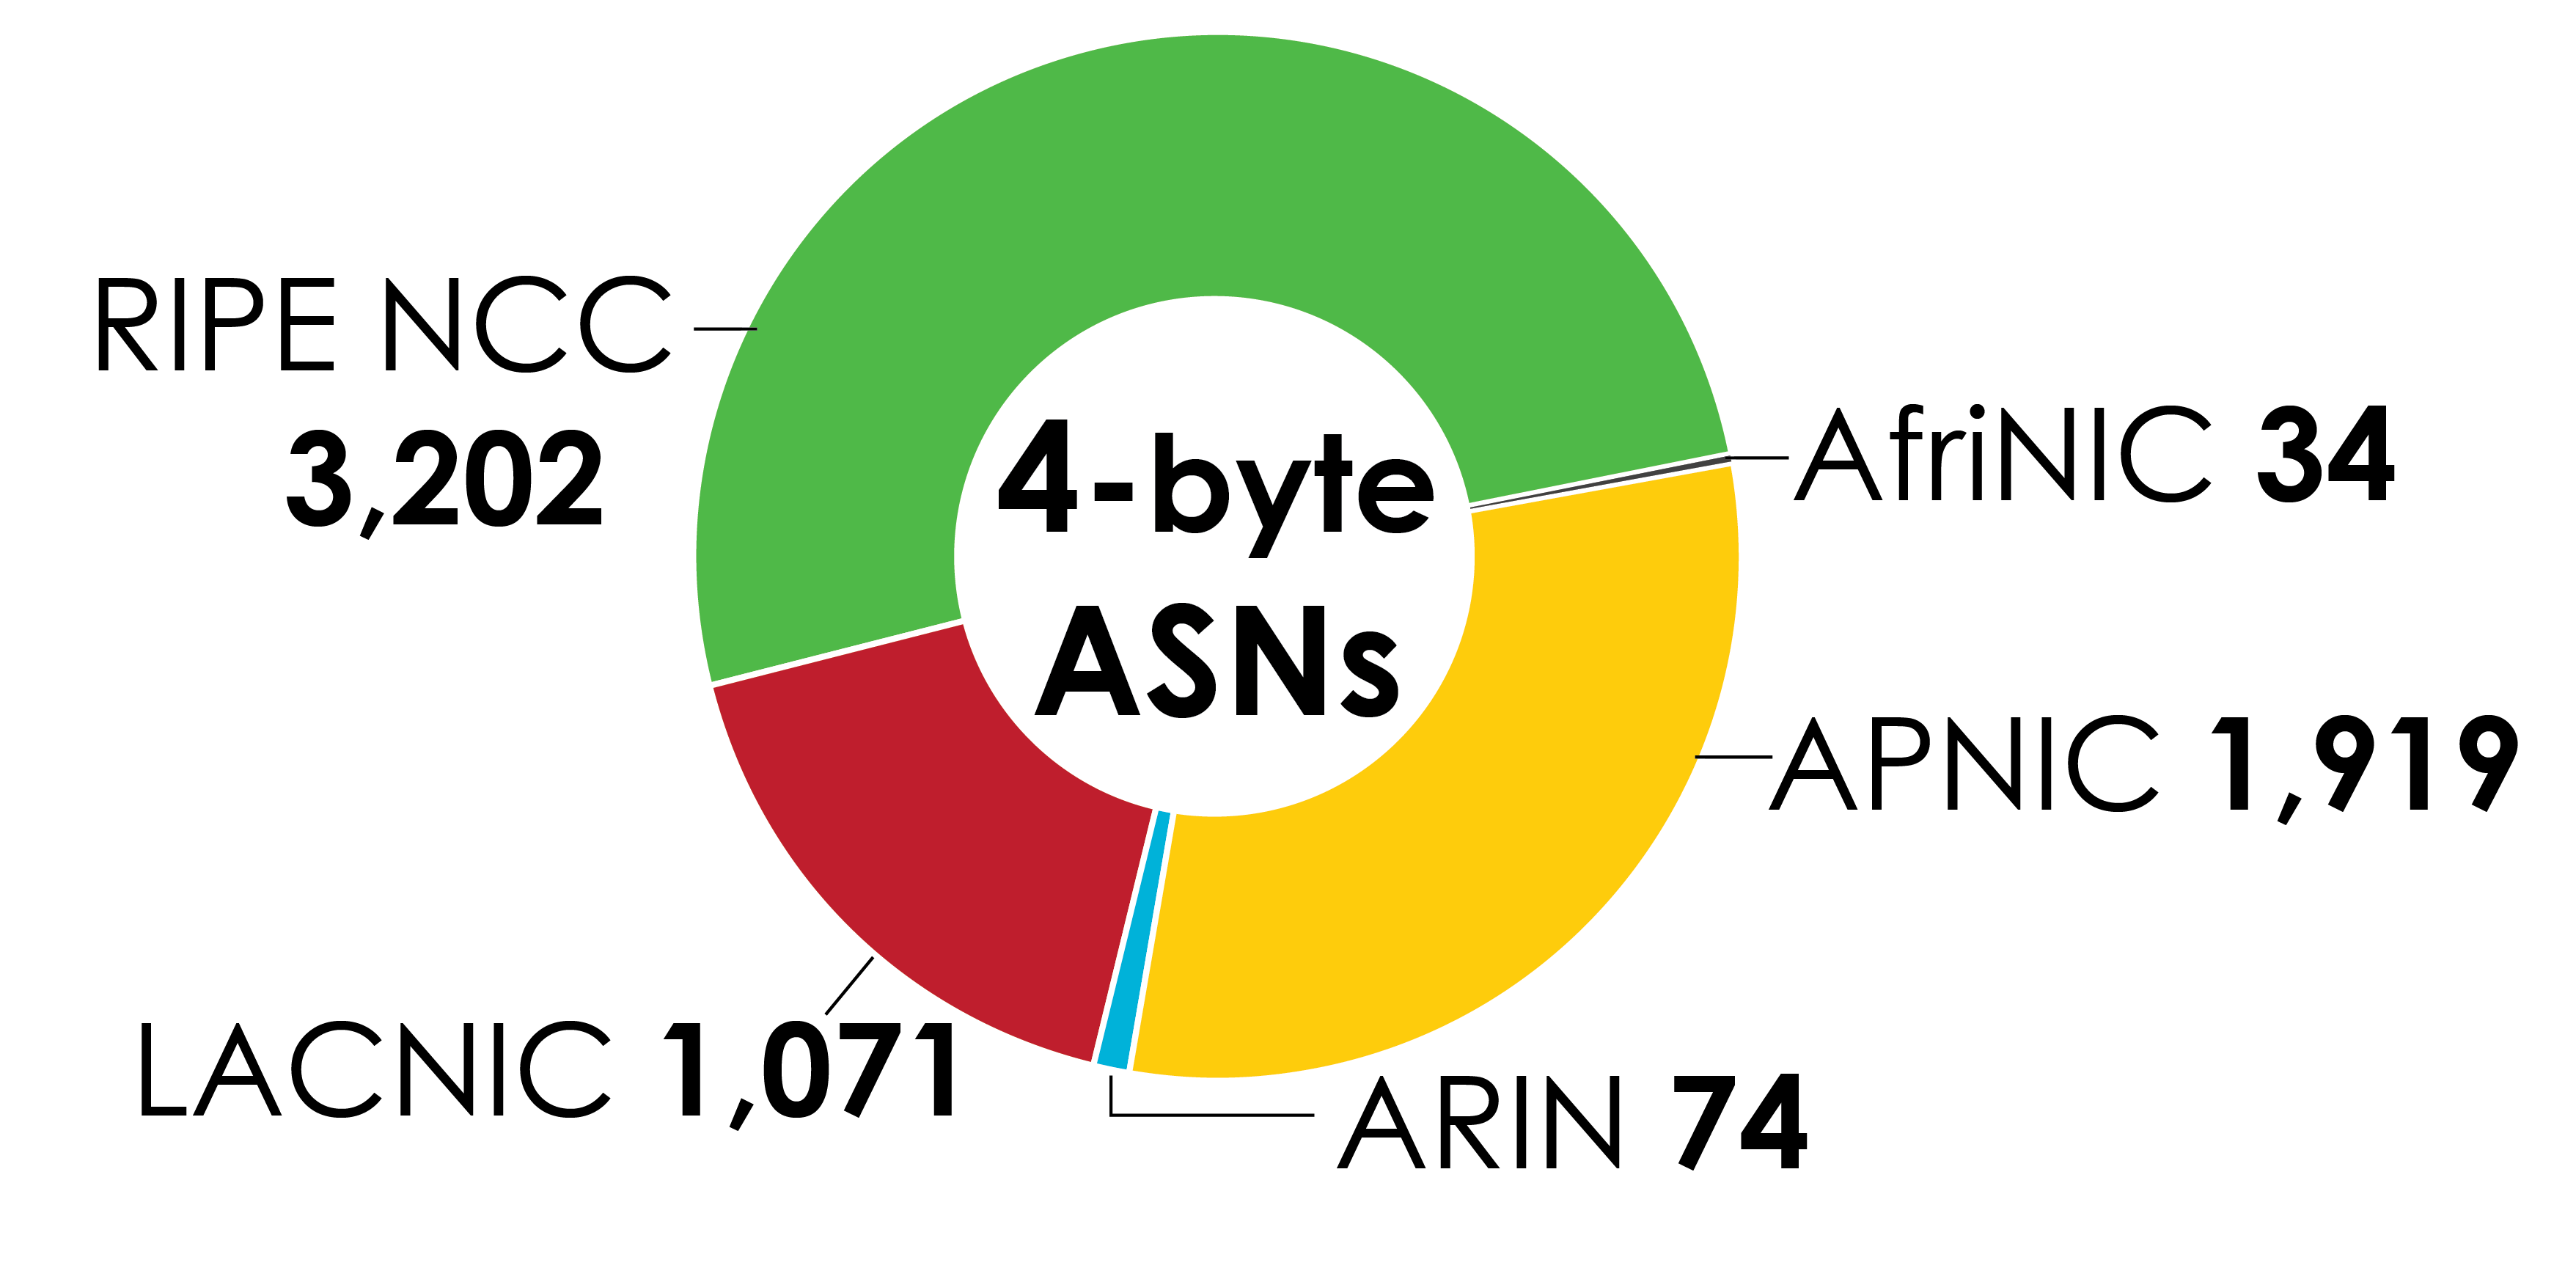 RIPE NCC
3,202
4-byte
ASNs
AfriNIC 34
APNIC 1,919
LACNIC 1,071
ARIN 74